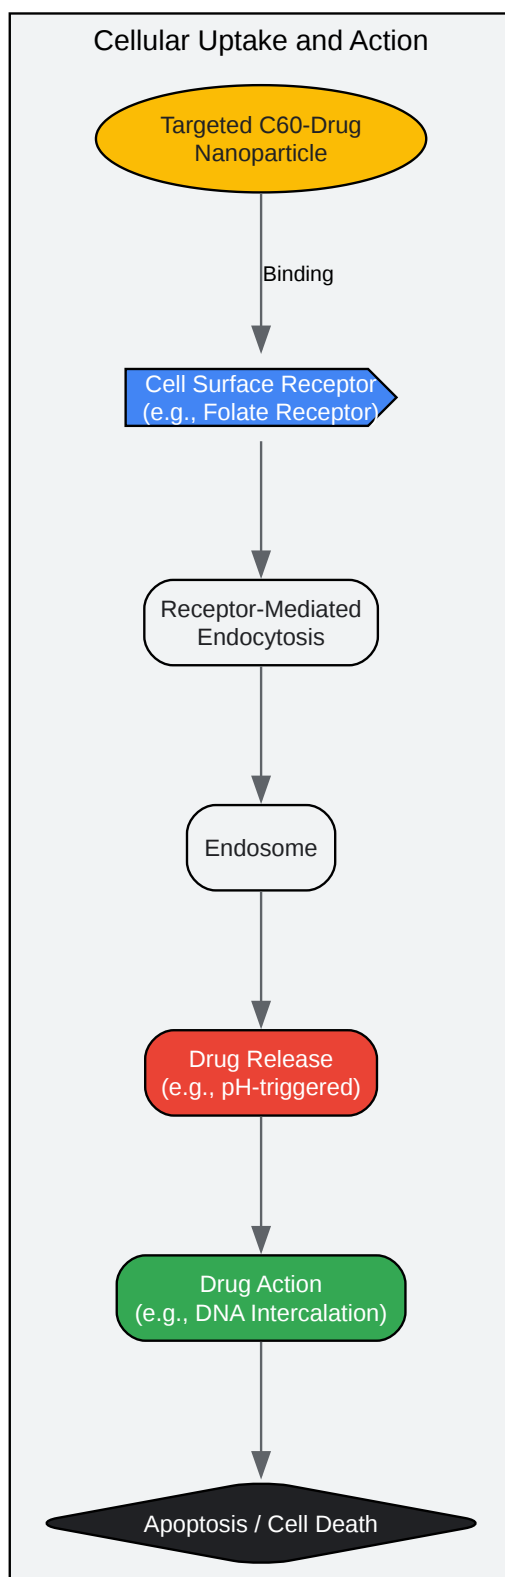 Cellular Uptake and Action
Targeted C60-Drug
Nanoparticle
Binding
Cell Surface Receptor
(e.g., Folate Receptor)
Receptor-Mediated
Endocytosis
Endosome
Drug Release
(e.g., pH-triggered)
Drug Action
(e.g., DNA Intercalation)
Apoptosis / Cell Death